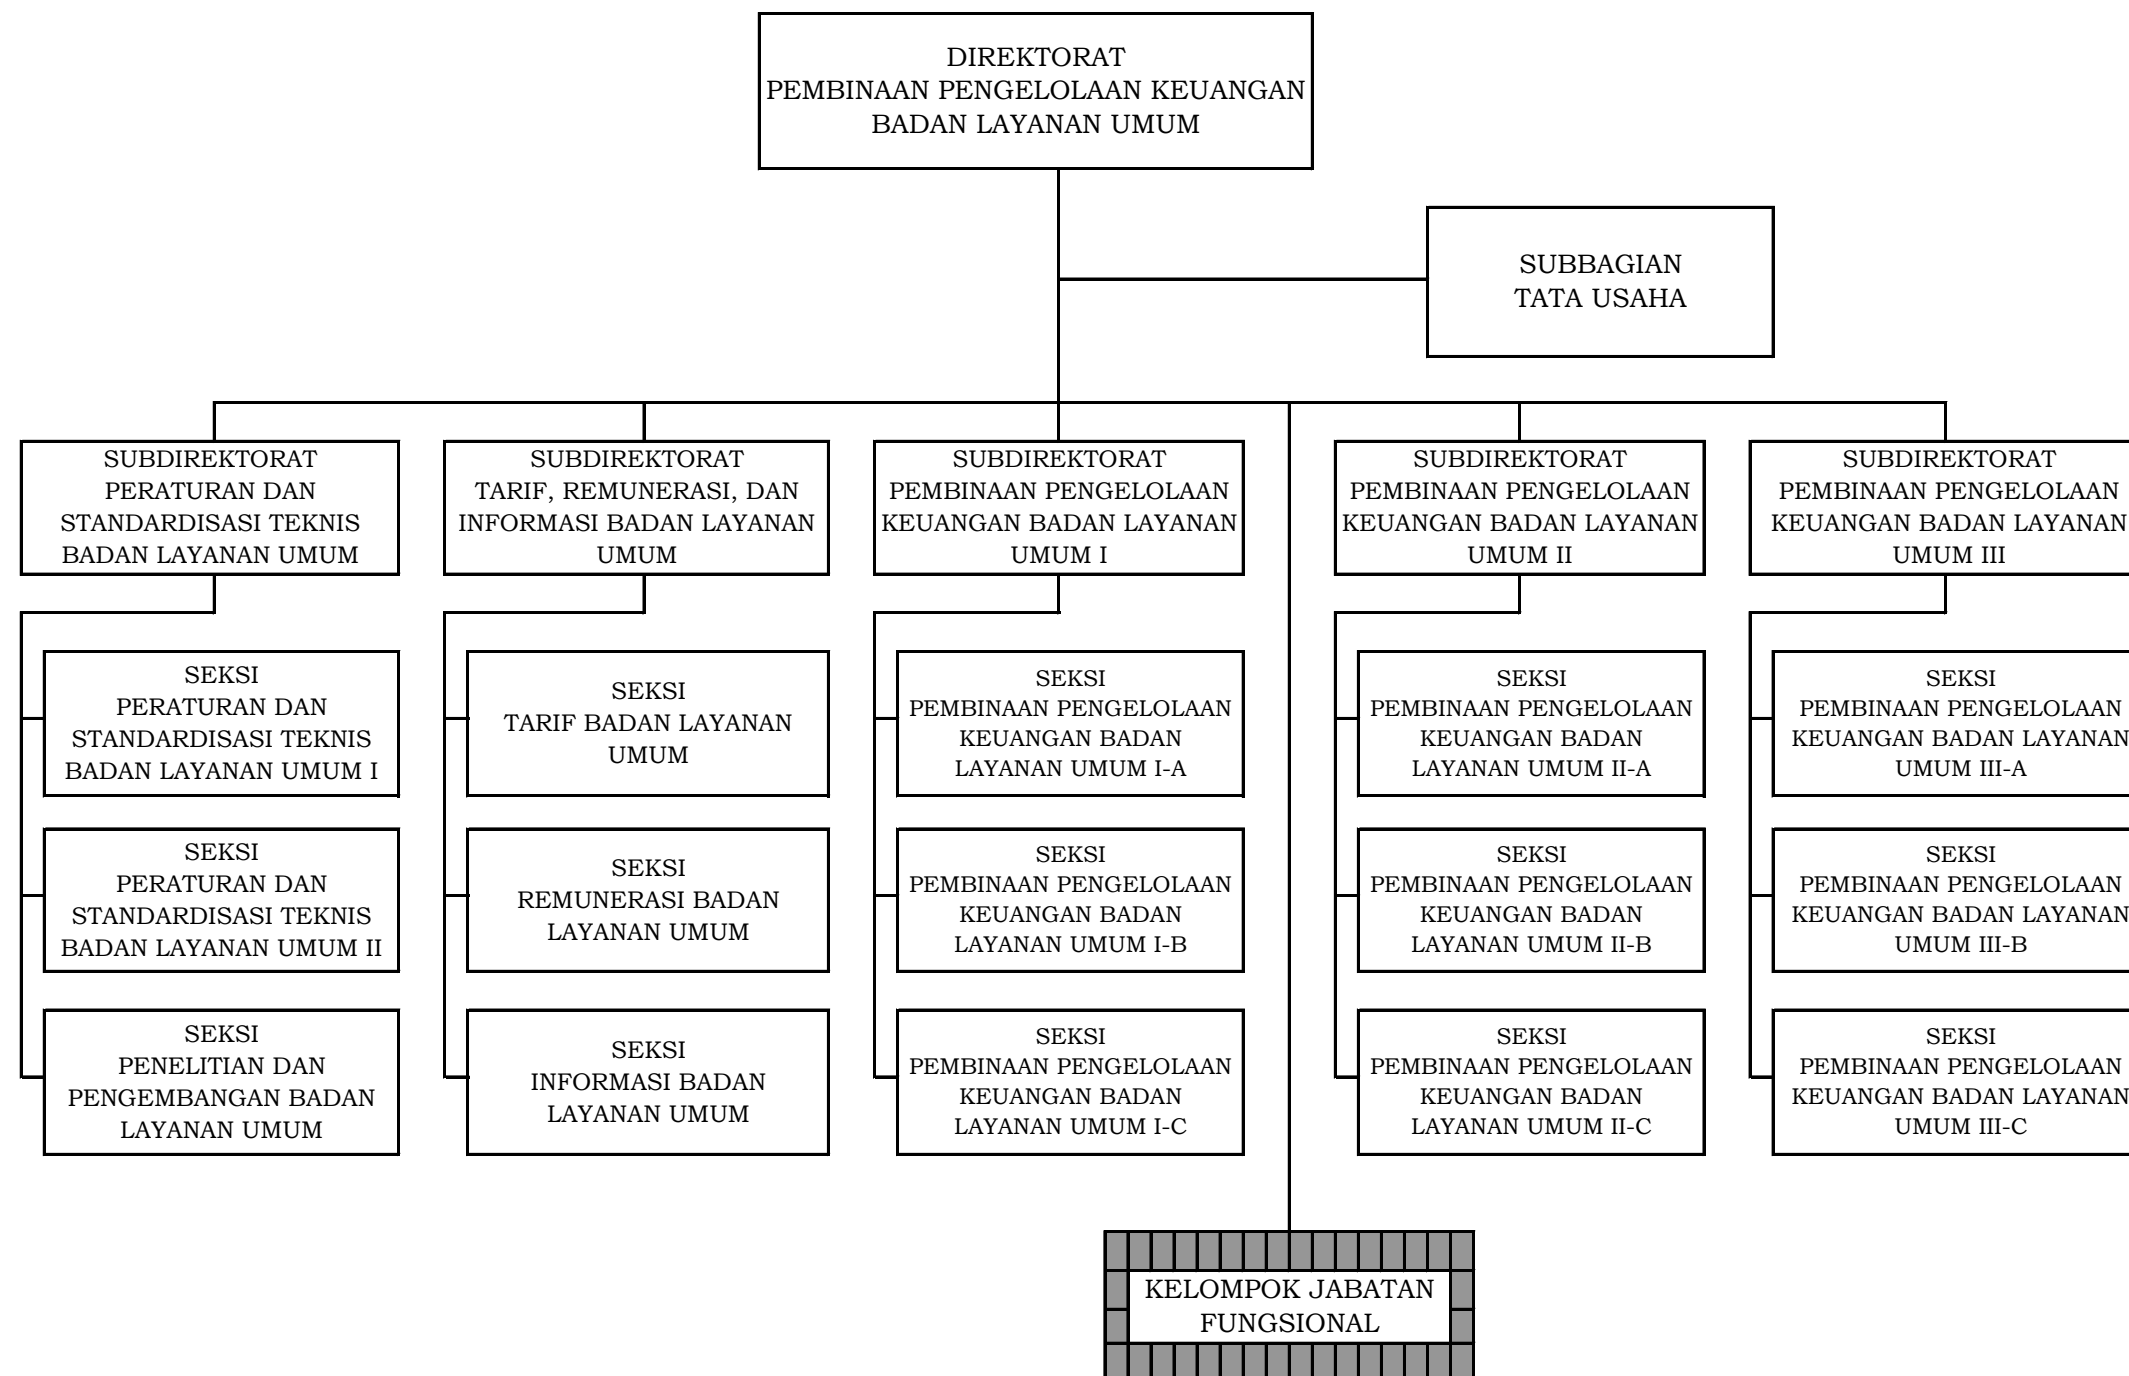 DIREKTORAT
PEMBINAAN PENGELOLAAN KEUANGAN
BADAN LAYANAN UMUM
SUBBAGIAN
TATA USAHA
SUBDIREKTORAT
PERATURAN DAN
STANDARDISASI TEKNIS
BADAN LAYANAN UMUM
SUBDIREKTORAT
TARIF, REMUNERASI, DAN
INFORMASI BADAN LAYANAN
UMUM
SUBDIREKTORAT
PEMBINAAN PENGELOLAAN
KEUANGAN BADAN LAYANAN
UMUM I
SUBDIREKTORAT
PEMBINAAN PENGELOLAAN
KEUANGAN BADAN LAYANAN
UMUM II
SUBDIREKTORAT
PEMBINAAN PENGELOLAAN
KEUANGAN BADAN LAYANAN
UMUM III
SEKSI
PERATURAN DAN
STANDARDISASI TEKNIS
BADAN LAYANAN UMUM I
SEKSI
TARIF BADAN LAYANAN
UMUM
SEKSI
PEMBINAAN PENGELOLAAN
KEUANGAN BADAN
LAYANAN UMUM I-A
SEKSI
PEMBINAAN PENGELOLAAN
KEUANGAN BADAN
LAYANAN UMUM II-A
SEKSI
PEMBINAAN PENGELOLAAN
KEUANGAN BADAN LAYANAN
UMUM III-A
SEKSI
PERATURAN DAN
STANDARDISASI TEKNIS
BADAN LAYANAN UMUM II
SEKSI
REMUNERASI BADAN
LAYANAN UMUM
SEKSI
PEMBINAAN PENGELOLAAN
KEUANGAN BADAN
LAYANAN UMUM I-B
SEKSI
PEMBINAAN PENGELOLAAN
KEUANGAN BADAN
LAYANAN UMUM II-B
SEKSI
PEMBINAAN PENGELOLAAN
KEUANGAN BADAN LAYANAN
UMUM III-B
SEKSI
PENELITIAN DAN
PENGEMBANGAN BADAN
LAYANAN UMUM
SEKSI
INFORMASI BADAN
LAYANAN UMUM
SEKSI
PEMBINAAN PENGELOLAAN
KEUANGAN BADAN
LAYANAN UMUM I-C
SEKSI
PEMBINAAN PENGELOLAAN
KEUANGAN BADAN
LAYANAN UMUM II-C
SEKSI
PEMBINAAN PENGELOLAAN
KEUANGAN BADAN LAYANAN
UMUM III-C
KELOMPOK JABATAN
FUNGSIONAL